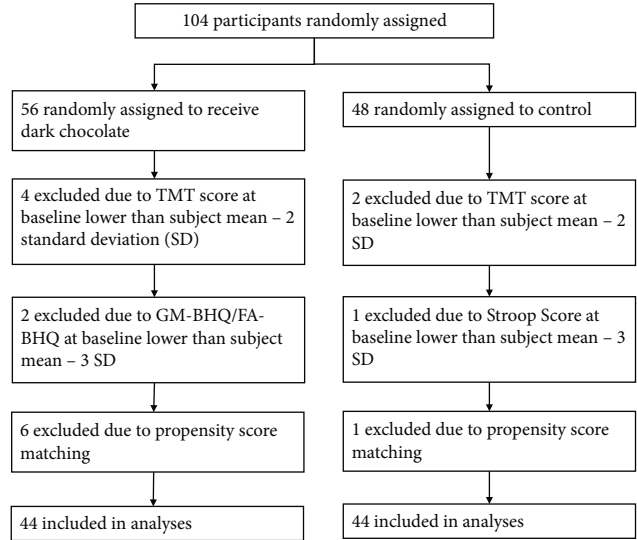 104 participants randomly assigned
56 randomly assigned to receive
dark chocolate
48 randomly assigned to control
4 excluded due to TMT score at
baseline lower than subject mean – 2
standard deviation (SD)
2 excluded due to TMT score at
baseline lower than subject mean – 2
SD
2 excluded due to GM-BHQ/FA-
BHQ at baseline lower than subject
mean – 3 SD
1 excluded due to Stroop Score at
baseline lower than subject mean – 3
SD
6 excluded due to propensity score
matching
1 excluded due to propensity score
matching
44 included in analyses
44 included in analyses